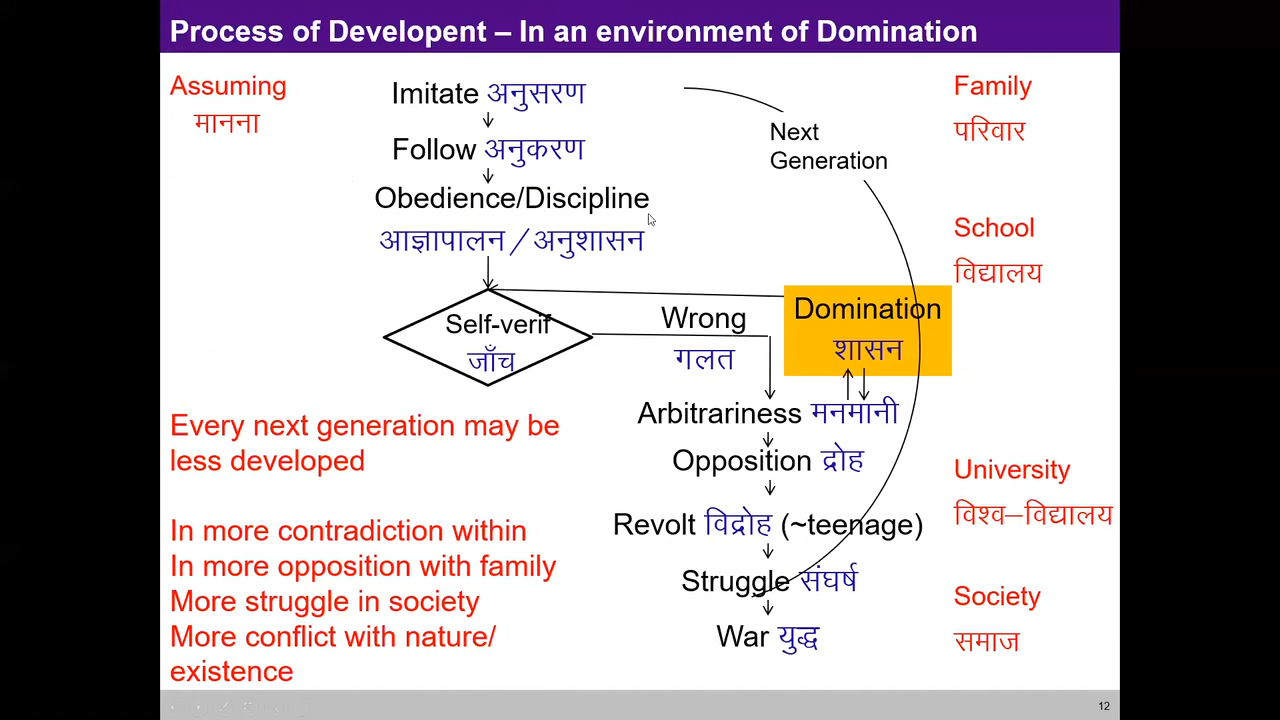 Process of Developent – In an environment of Domination
Assuming
मानना
Imitate अनुसरण
Follow अनुकरण
Obedience/Discipline
आज्ञापालन / अनुशासन
Self-verif
जाँच
Wrong
गलत
Domination
शासन
Arbitrariness मनमानी
Opposition द्रोह
Revolt विद्रोह (~teenage)
Struggle संघर्ष
War युद्ध
Next
Generation
Family
परिवार
School
विद्यालय
University
विश्व–विद्यालय
Society
समाज
Every next generation may be
less developed
In more contradiction within
In more opposition with family
More struggle in society
More conflict with nature/
existence
12